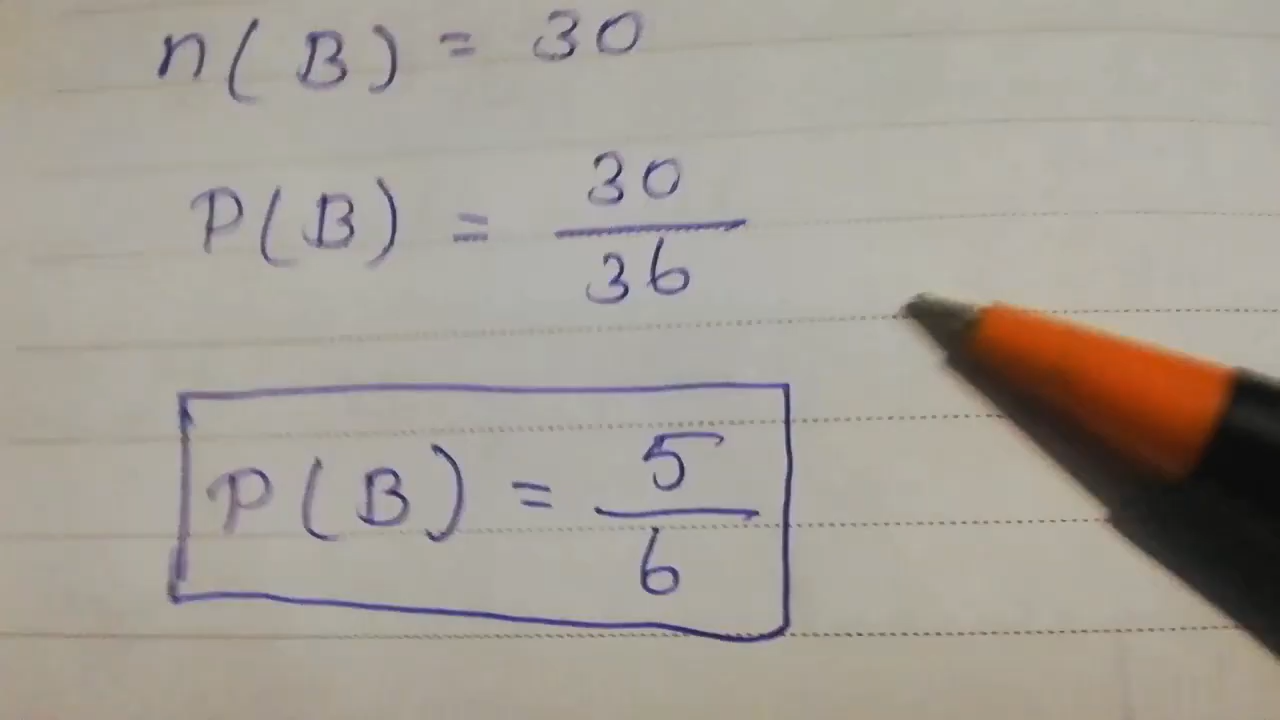 n(B) = 30
P(B) = 30/36
P(B) = 5/6